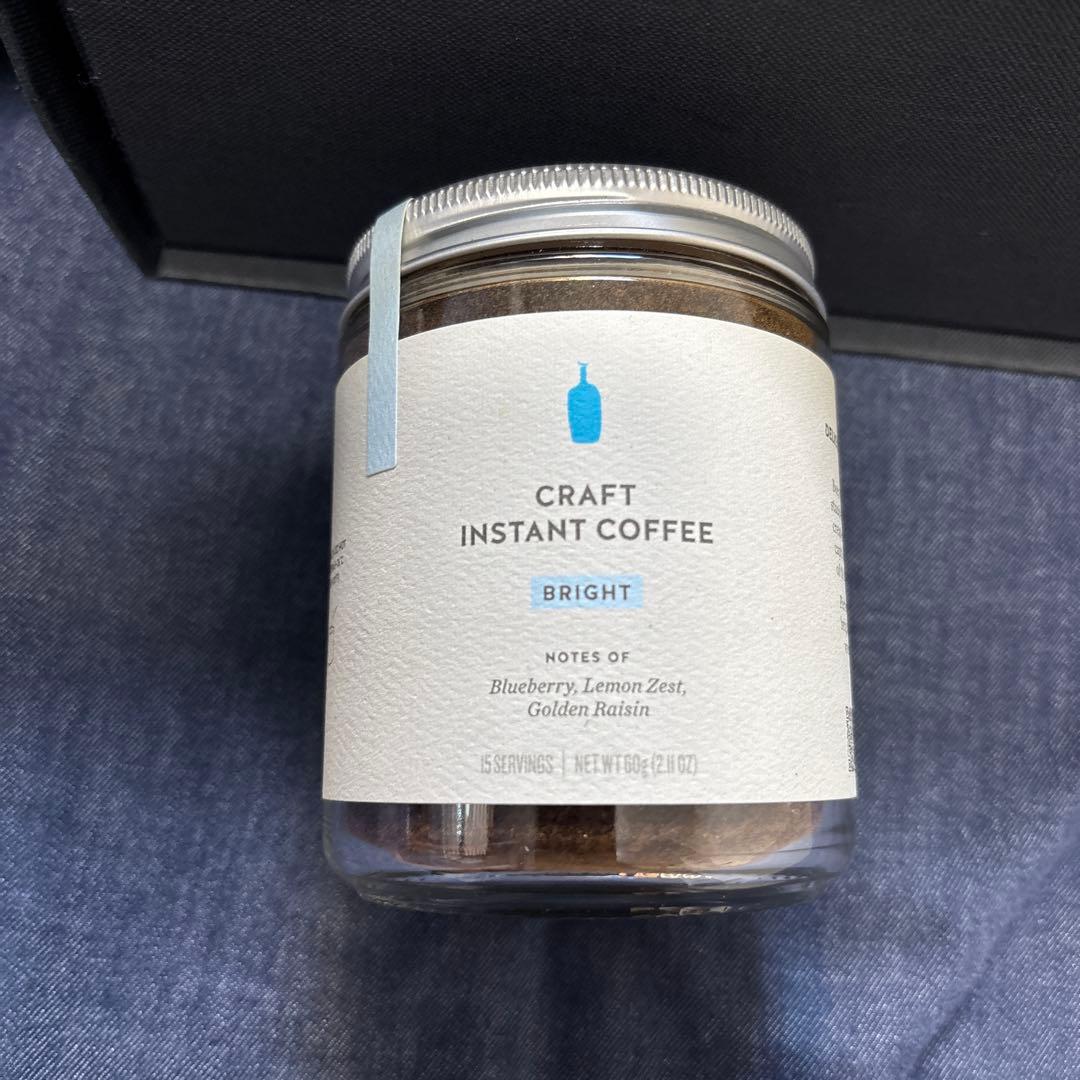 CRAFT
INSTANT COFFEE
BRIGHT
NOTES OF
Blueberry, Lemon Zest,
Golden Raisin
15 SERVINGS | NET WT 60g (2.11 OZ)